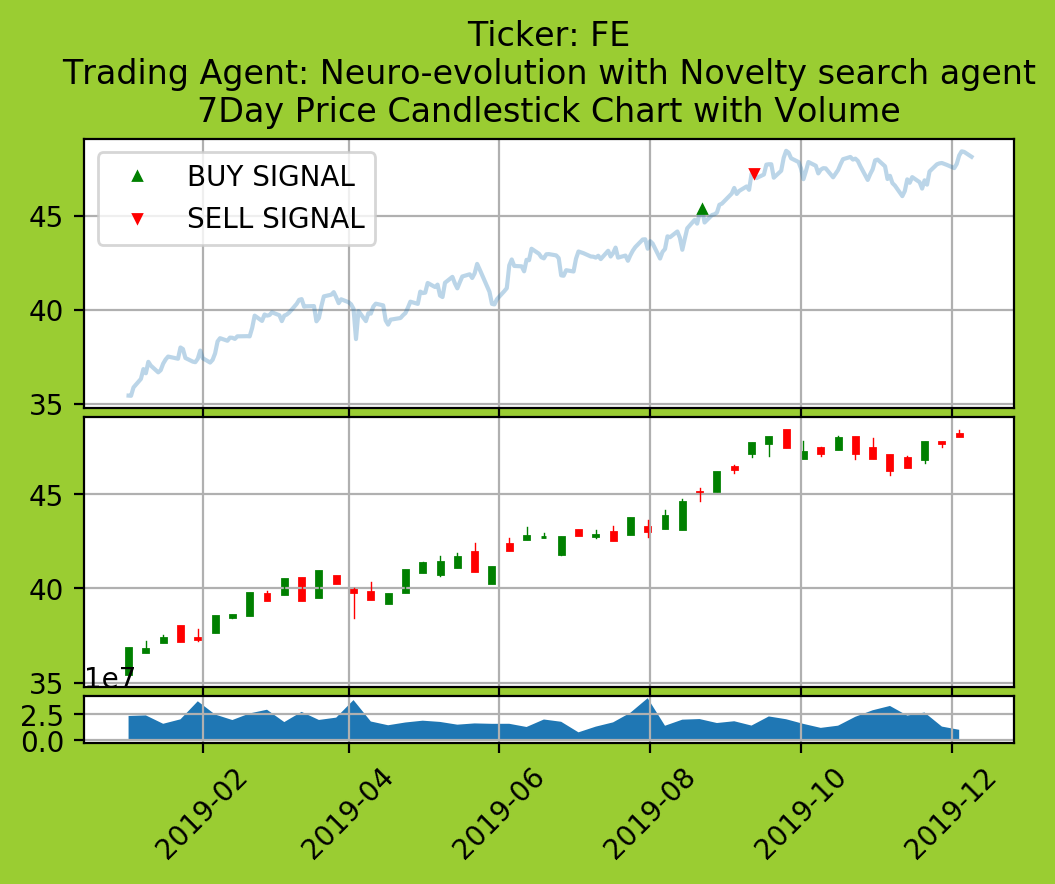 Ticker: FE
Trading Agent: Neuro-evolution with Novelty search agent
7Day Price Candlestick Chart with Volume
BUY SIGNAL
SELL SIGNAL
45
40
35
45
40
35
1e7
2.5
0.0
2019-02
2019-04
2019-06
2019-08
2019-10
2019-12